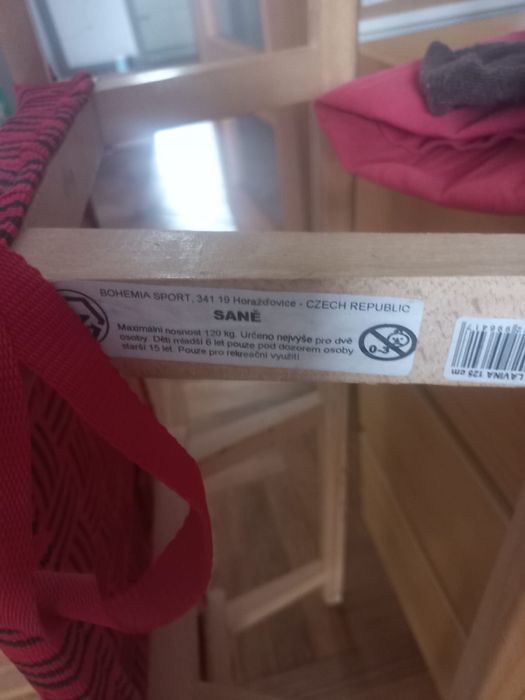 BOHEMIA SPORT, 341 19 Horažďovice - CZECH REPUBLIC
SANĚ
Maximální nosnost 120 kg. Určeno nejvýše pro dvě
osoby. Děti mladší 6 let pouze pod dozorem osoby
starší 15 let. Pouze pro rekreační využití!
0-3
LAVINA 125 cm